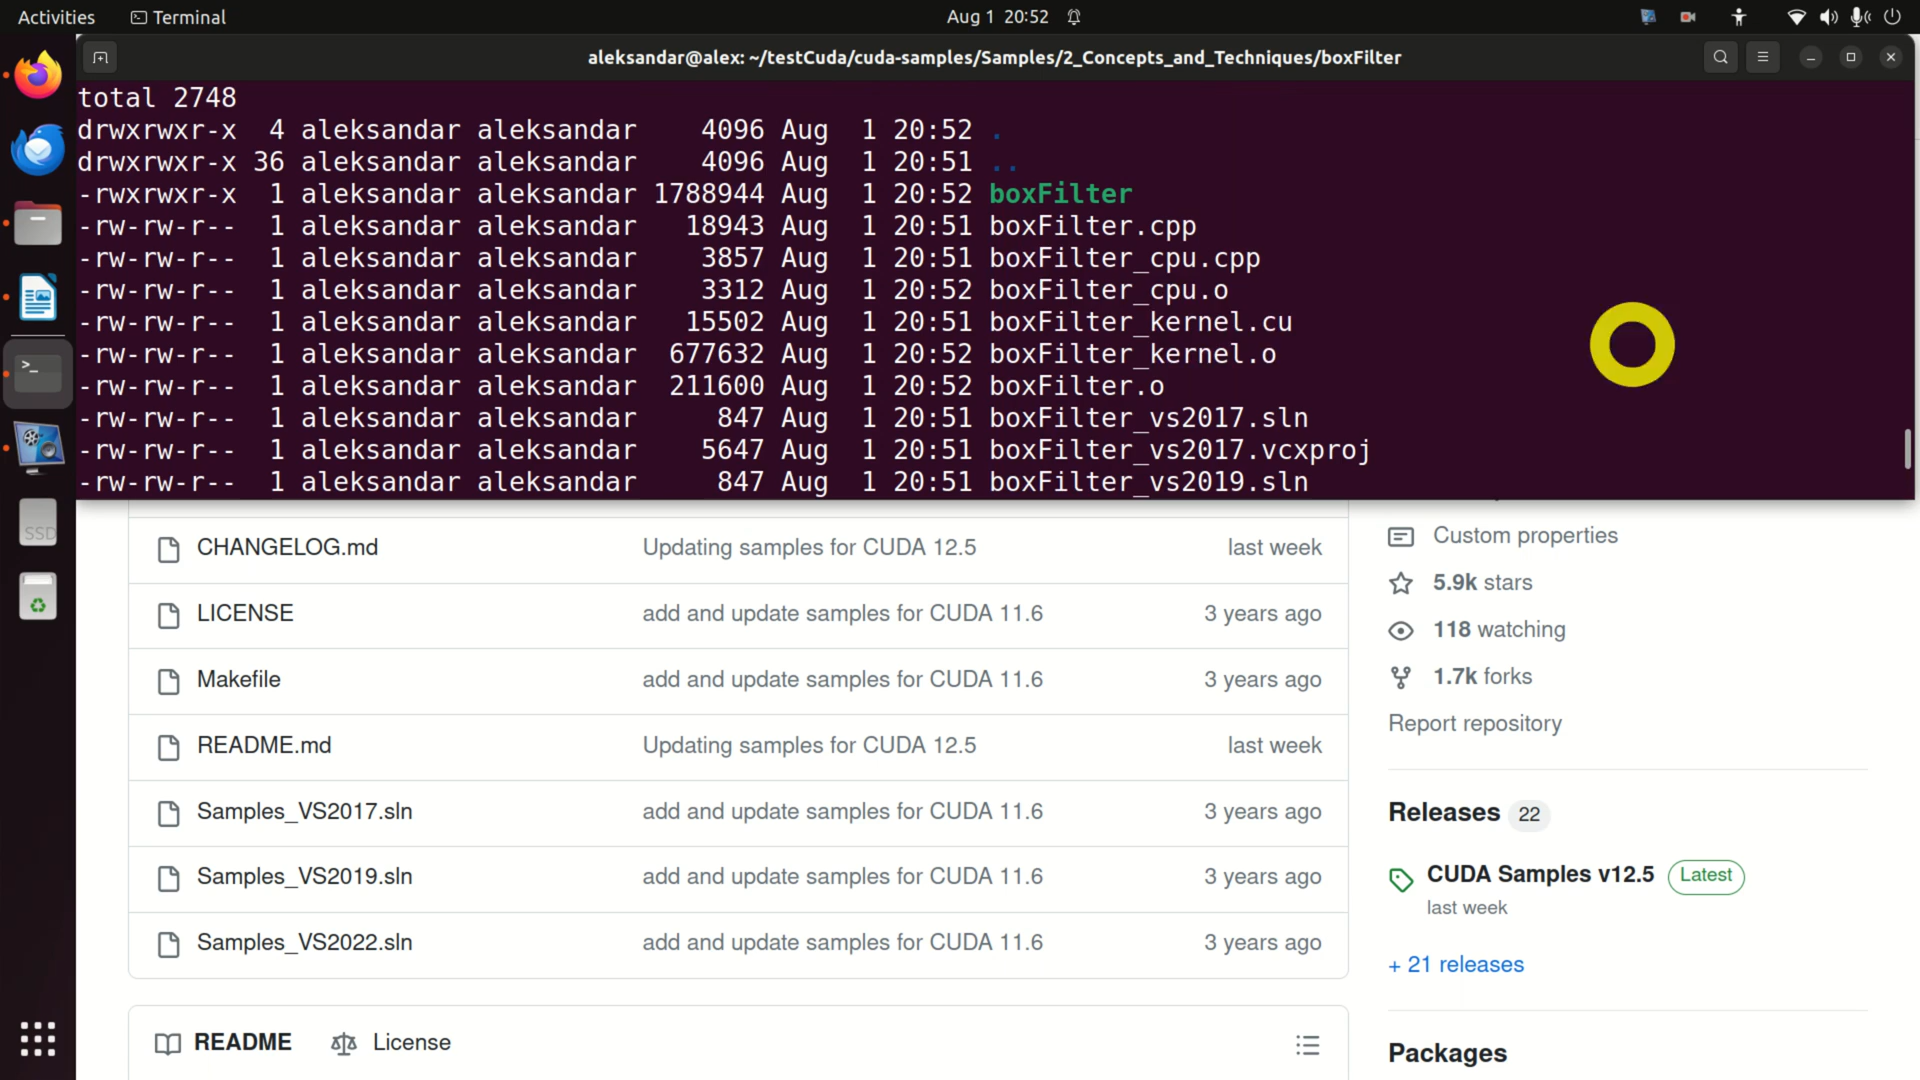 Activities Terminal Aug 1 20:52
aleksandar@alex: ~/testCuda/cuda-samples/Samples/2_Concepts_and_Techniques/boxFilter
total 2748
drwxrwxr-x 4 aleksandar aleksandar 4096 Aug 1 20:52 .
drwxrwxr-x 36 aleksandar aleksandar 4096 Aug 1 20:51 ..
-rwxrwxr-x 1 aleksandar aleksandar 1788944 Aug 1 20:52 boxFilter
-rw-rw-r-- 1 aleksandar aleksandar 18943 Aug 1 20:51 boxFilter.cpp
-rw-rw-r-- 1 aleksandar aleksandar 3857 Aug 1 20:51 boxFilter_cpu.cpp
-rw-rw-r-- 1 aleksandar aleksandar 3312 Aug 1 20:52 boxFilter_cpu.o
-rw-rw-r-- 1 aleksandar aleksandar 15502 Aug 1 20:51 boxFilter_kernel.cu
-rw-rw-r-- 1 aleksandar aleksandar 677632 Aug 1 20:52 boxFilter_kernel.o
-rw-rw-r-- 1 aleksandar aleksandar 211600 Aug 1 20:52 boxFilter.o
-rw-rw-r-- 1 aleksandar aleksandar 847 Aug 1 20:51 boxFilter_vs2017.sln
-rw-rw-r-- 1 aleksandar aleksandar 5647 Aug 1 20:51 boxFilter_vs2017.vcxproj
-rw-rw-r-- 1 aleksandar aleksandar 847 Aug 1 20:51 boxFilter_vs2019.sln
SSD
CHANGELOG.md Updating samples for CUDA 12.5 last week
LICENSE add and update samples for CUDA 11.6 3 years ago
Makefile add and update samples for CUDA 11.6 3 years ago
README.md Updating samples for CUDA 12.5 last week
Samples_VS2017.sln add and update samples for CUDA 11.6 3 years ago
Samples_VS2019.sln add and update samples for CUDA 11.6 3 years ago
Samples_VS2022.sln add and update samples for CUDA 11.6 3 years ago
README License
Custom properties
5.9k stars
118 watching
1.7k forks
Report repository
Releases 22
CUDA Samples v12.5 Latest
last week
+ 21 releases
Packages